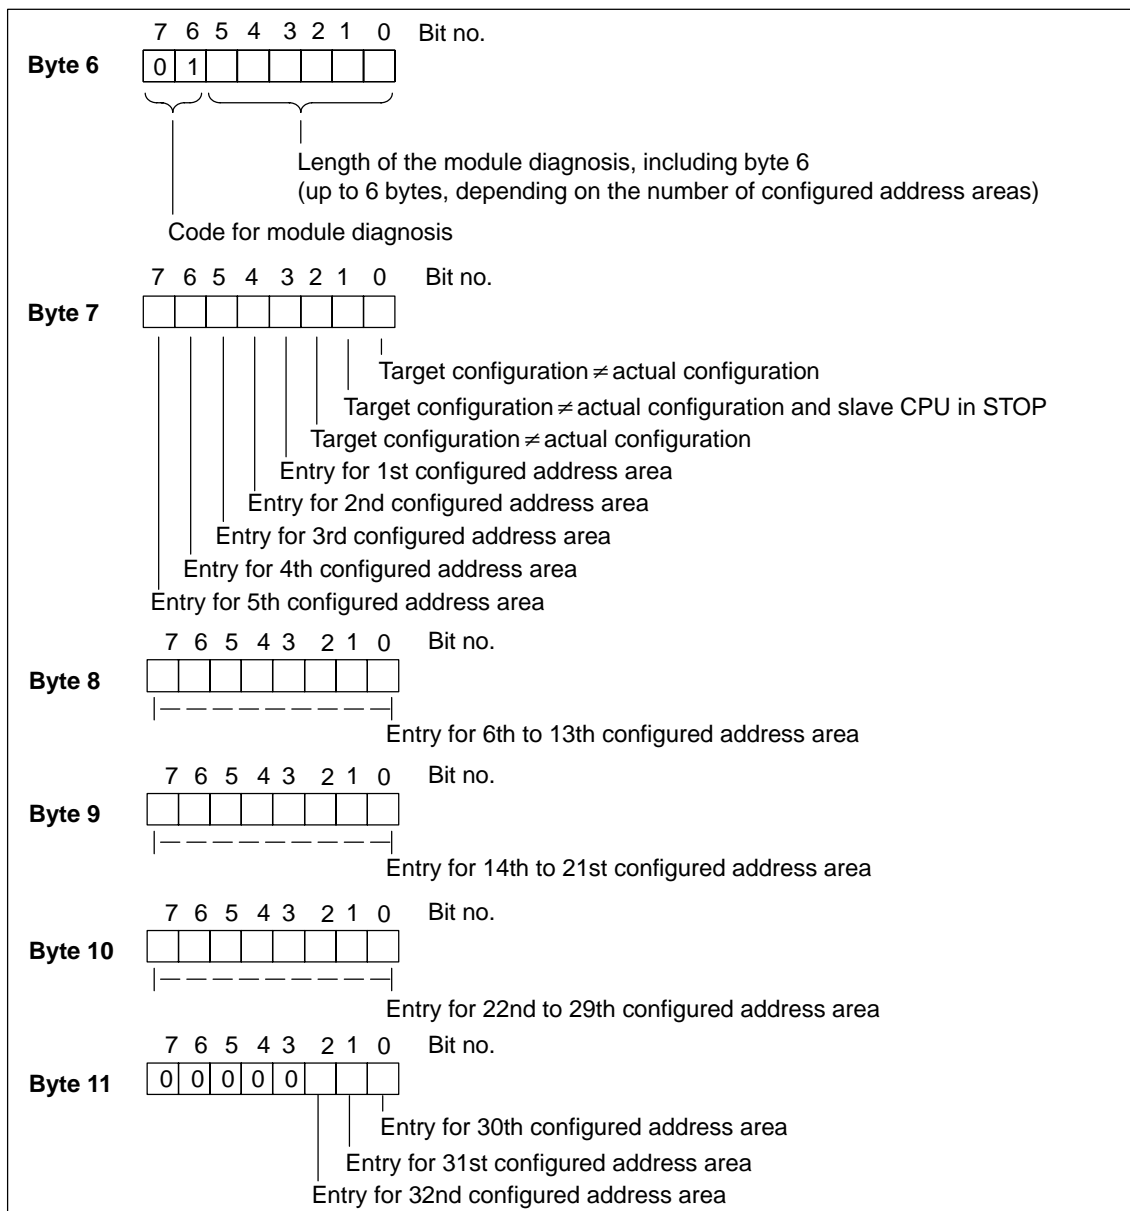 7 6 5 4 3 2 1 0 Bit no.
Byte 6 0 1
Length of the module diagnosis, including byte 6
(up to 6 bytes, depending on the number of configured address areas)
Code for module diagnosis
7 6 5 4 3 2 1 0 Bit no.
Byte 7
Target configuration ≠ actual configuration
Target configuration ≠ actual configuration and slave CPU in STOP
Target configuration ≠ actual configuration
Entry for 1st configured address area
Entry for 2nd configured address area
Entry for 3rd configured address area
Entry for 4th configured address area
Entry for 5th configured address area
7 6 5 4 3 2 1 0 Bit no.
Byte 8
Entry for 6th to 13th configured address area
7 6 5 4 3 2 1 0 Bit no.
Byte 9
Entry for 14th to 21st configured address area
7 6 5 4 3 2 1 0 Bit no.
Byte 10
Entry for 22nd to 29th configured address area
7 6 5 4 3 2 1 0 Bit no.
Byte 11 0 0 0 0 0
Entry for 30th configured address area
Entry for 31st configured address area
Entry for 32nd configured address area